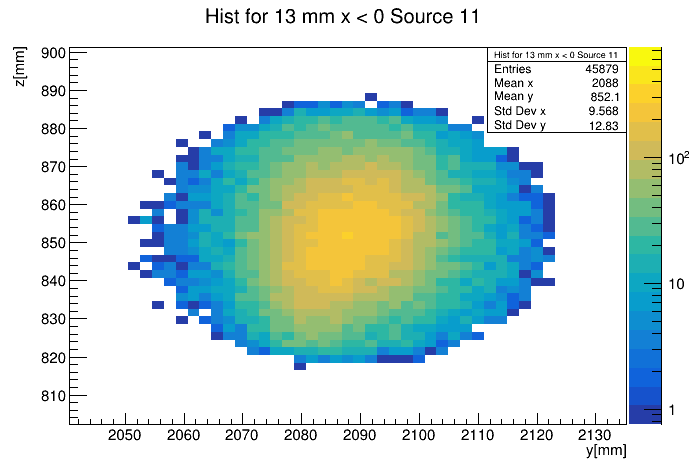 Hist for 13 mm x < 0 Source 11
z[mm]
Hist for 13 mm x < 0 Source 11
Entries 45879
Mean x 2088
Mean y 852.1
Std Dev x 9.568
Std Dev y 12.83
900
890
880
870
860
850
840
830
820
810
2050 2060 2070 2080 2090 2100 2110 2120 2130
y[mm]
10²
10
1